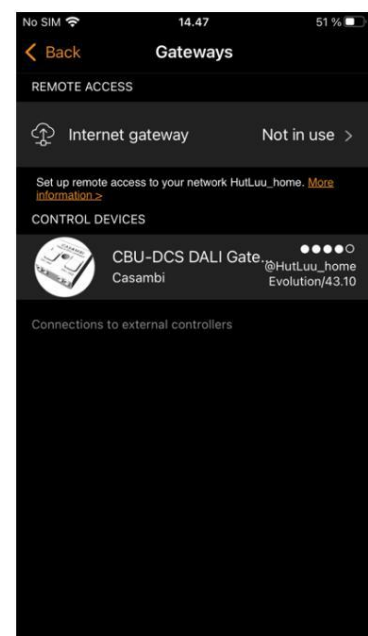 No SIM 14.47 51 %
Back Gateways
REMOTE ACCESS
Internet gateway Not in use >
Set up remote access to your network HutLuu_home. More
information >
CONTROL DEVICES
CBU-DCS DALI Gate...
@HutLuu_home
Casambi
Evolution/43.10
Connections to external controllers